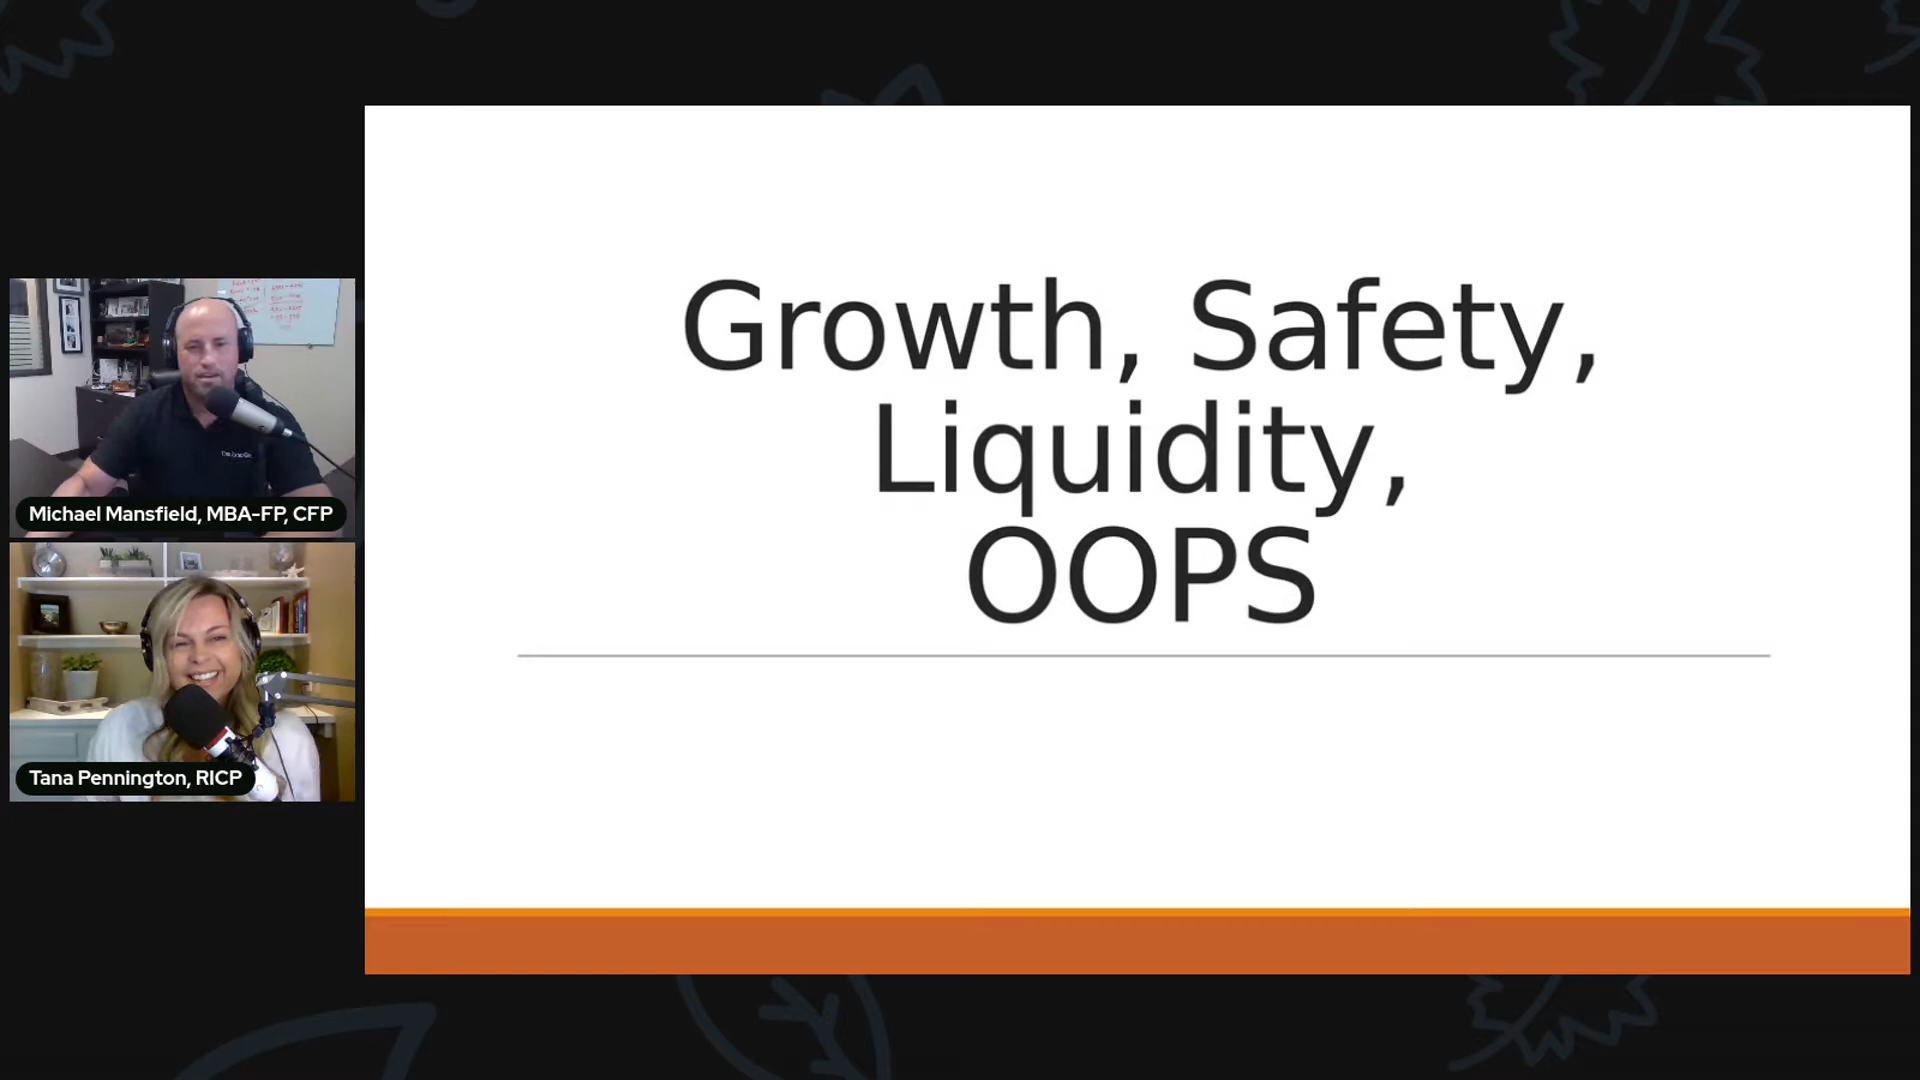 Growth, Safety,
Liquidity,
OOPS
Michael Mansfield, MBA-FP, CFP
Tana Pennington, RICP